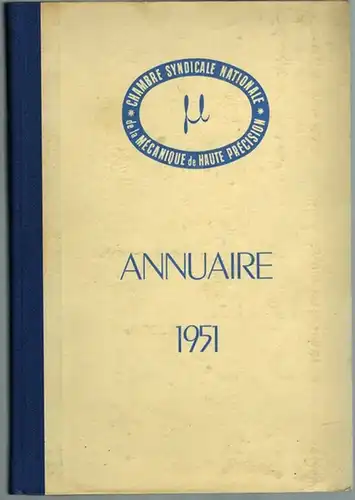 * CHAMBRE SYNDICALE NATIONALE *
de la MÉCANIQUE de HAUTE PRÉCISION
µ
ANNUAIRE
1951